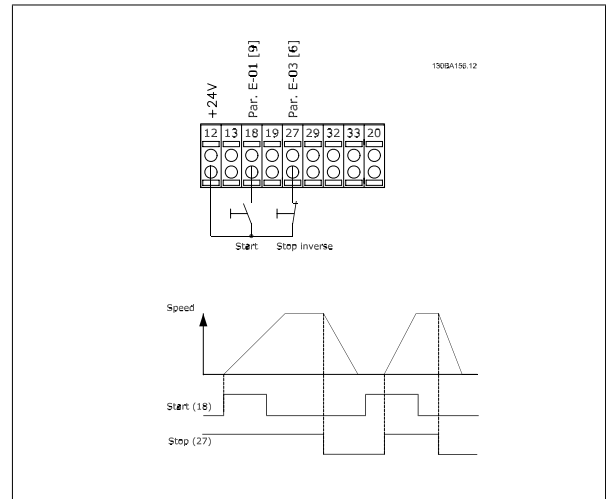 130BA156.12
+24V
Par. E-01 [9]
Par. E-03 [6]
12 13 18 19 27 29 32 33 20
Start
Stop inverse
Speed
Start (18)
Stop (27)